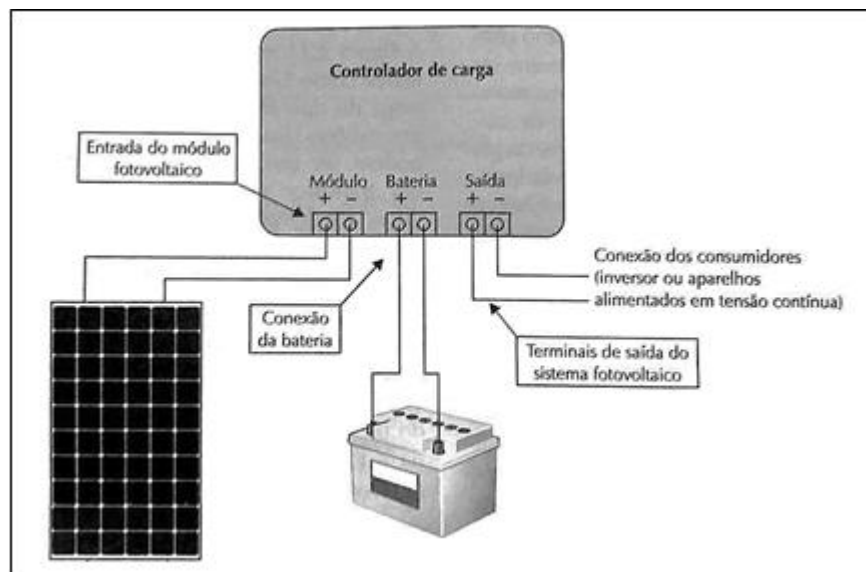 Controlador de carga
Entrada do módulo
fotovoltaico
Módulo Bateria Saída
+ − + − + −
Conexão dos consumidores
(inversor ou aparelhos
alimentados em tensão contínua)
Conexão
da bateria
Terminais de saída do
sistema fotovoltaico